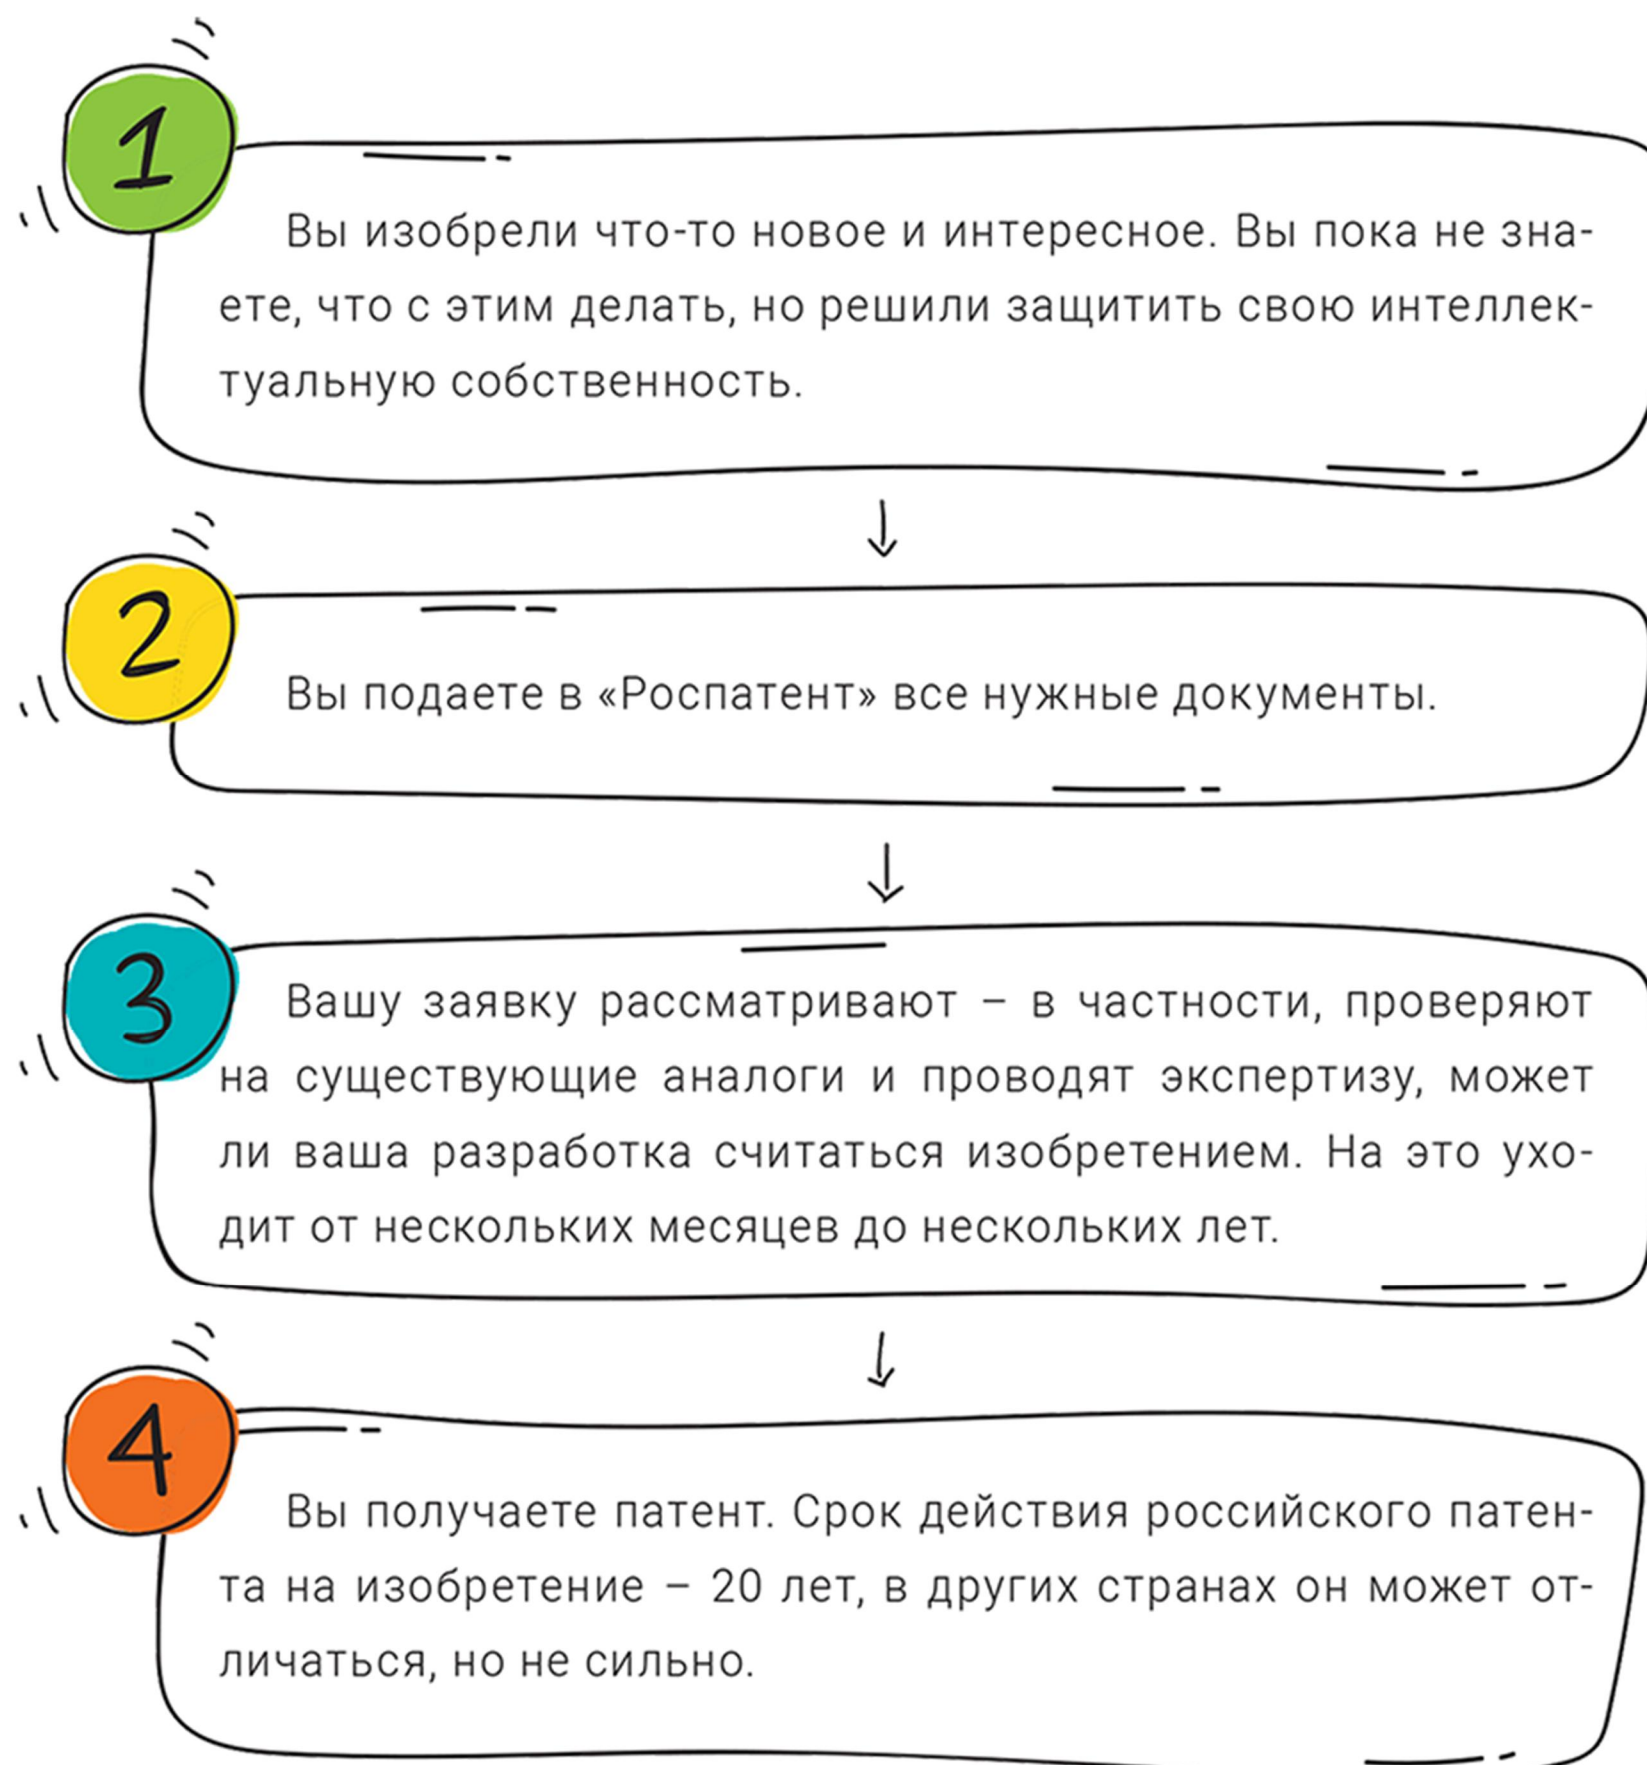 1
Вы изобрели что-то новое и интересное. Вы пока не зна-
ете, что с этим делать, но решили защитить свою интеллек-
туальную собственность.
2
Вы подаете в «Роспатент» все нужные документы.
3
Вашу заявку рассматривают – в частности, проверяют
на существующие аналоги и проводят экспертизу, может
ли ваша разработка считаться изобретением. На это ухо-
дит от нескольких месяцев до нескольких лет.
4
Вы получаете патент. Срок действия российского патен-
та на изобретение – 20 лет, в других странах он может от-
личаться, но не сильно.